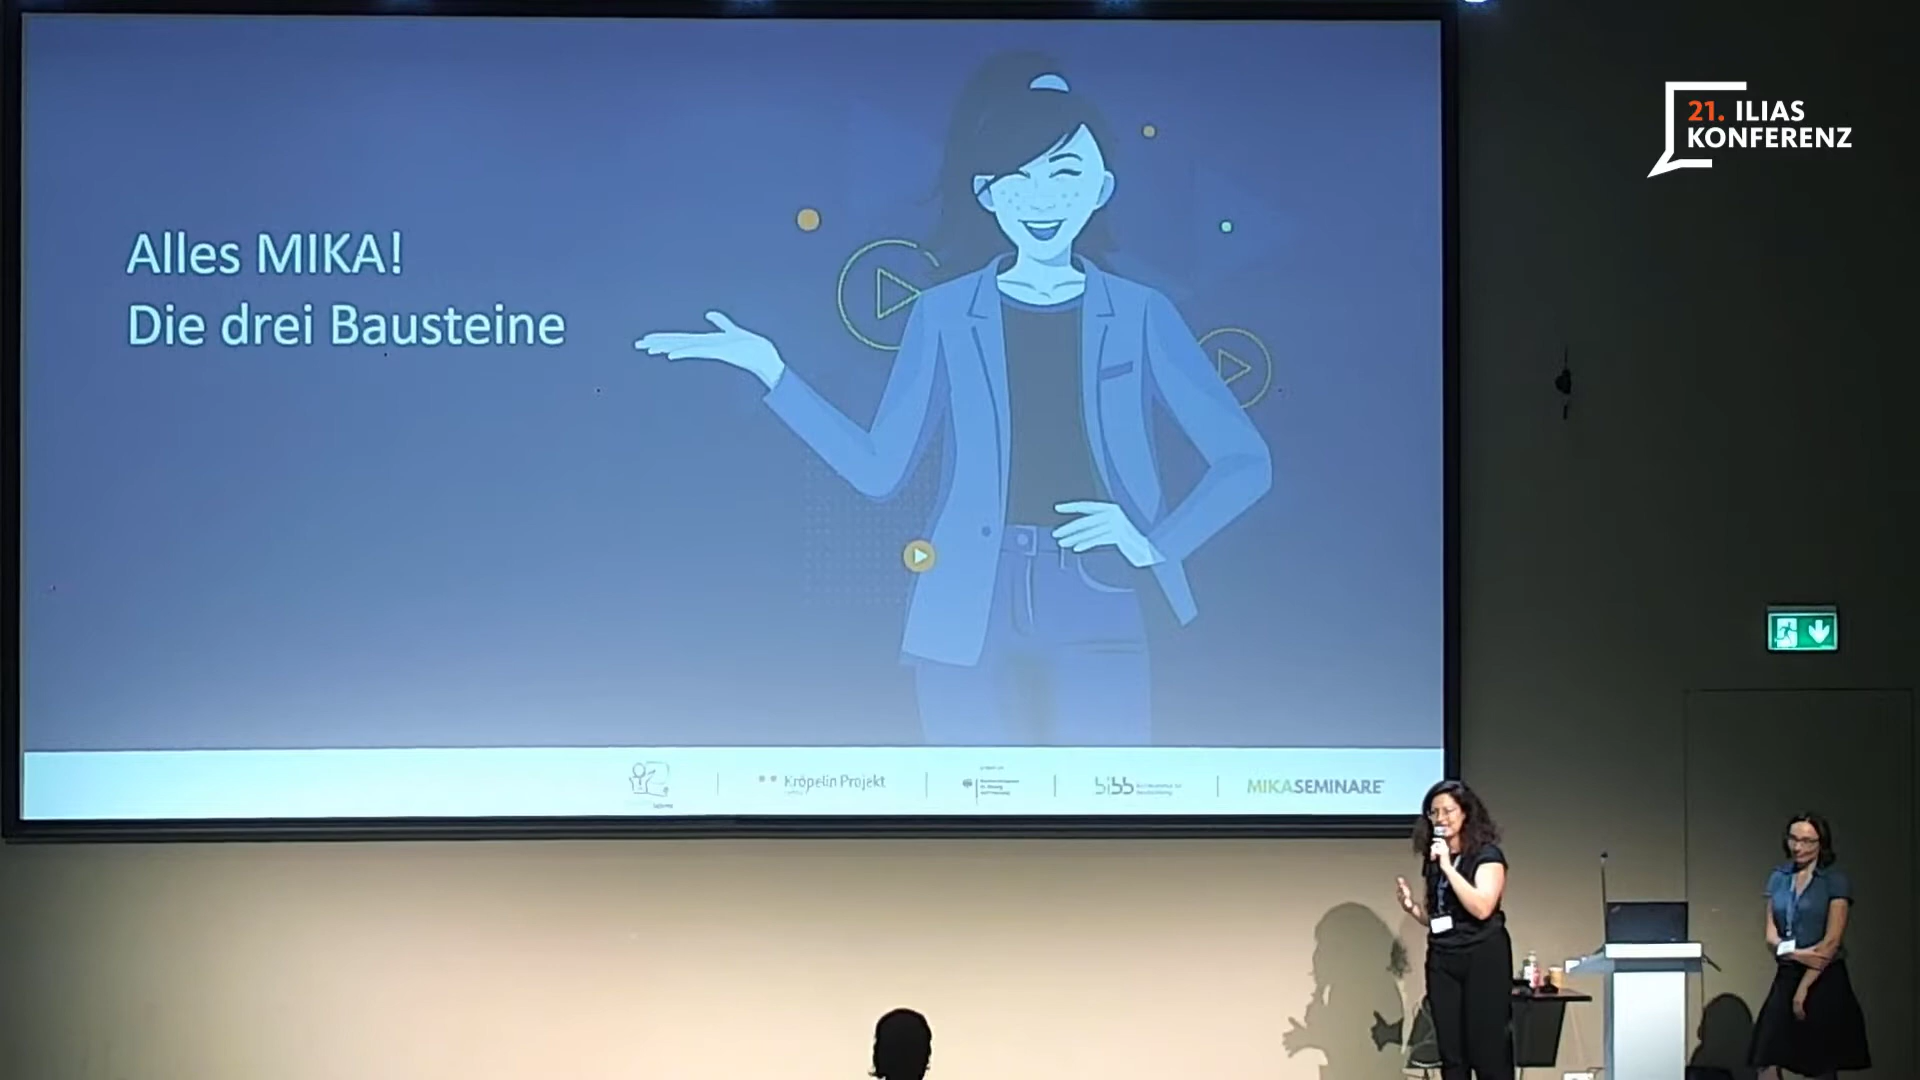 21. ILIAS
KONFERENZ
Alles MIKA!
Die drei Bausteine
Kröpelin Projekt
bibb
MIKASEMINARE